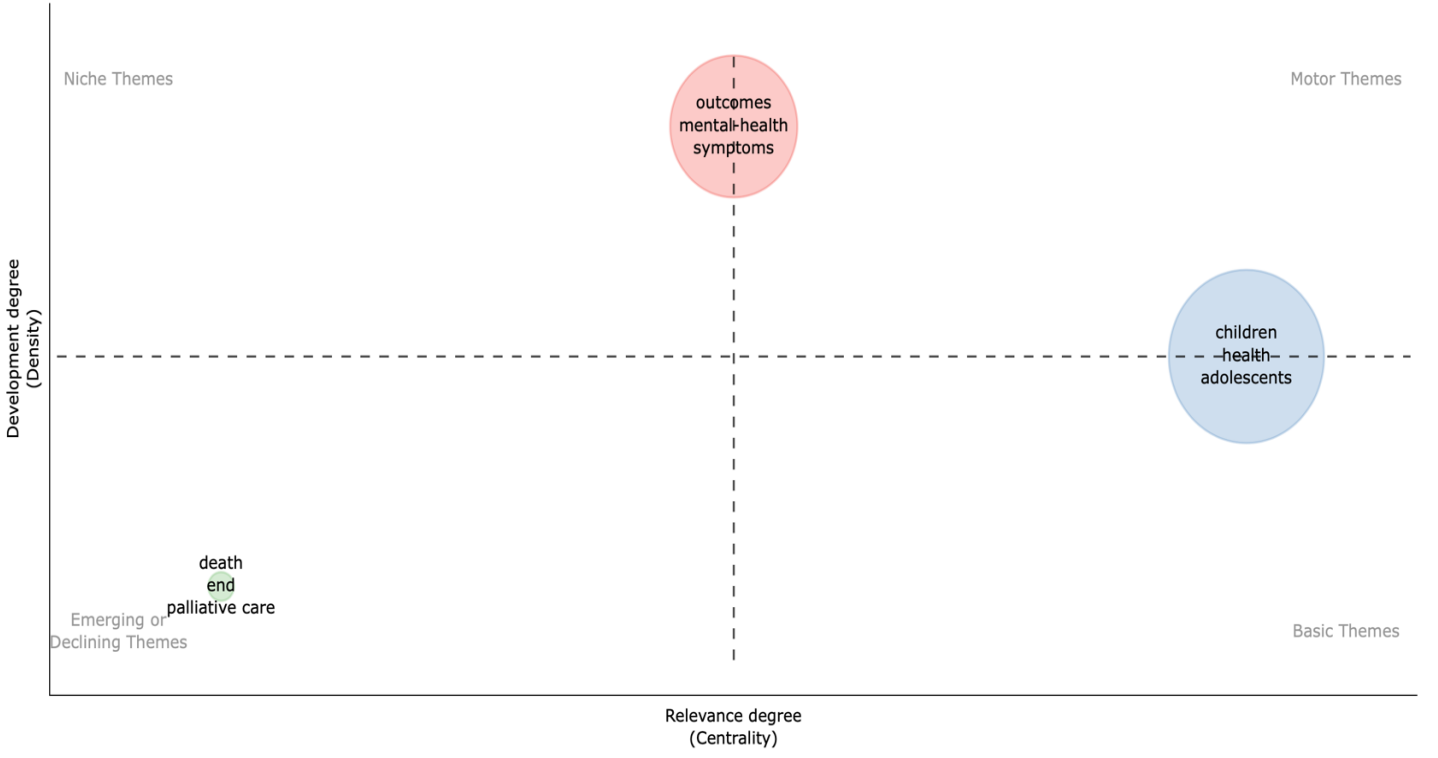 Niche Themes
Motor Themes
outcomes
mental-health
symptoms
children
health
adolescents
Development degree
(Density)
death
end
palliative care
Emerging or
Declining Themes
Basic Themes
Relevance degree
(Centrality)